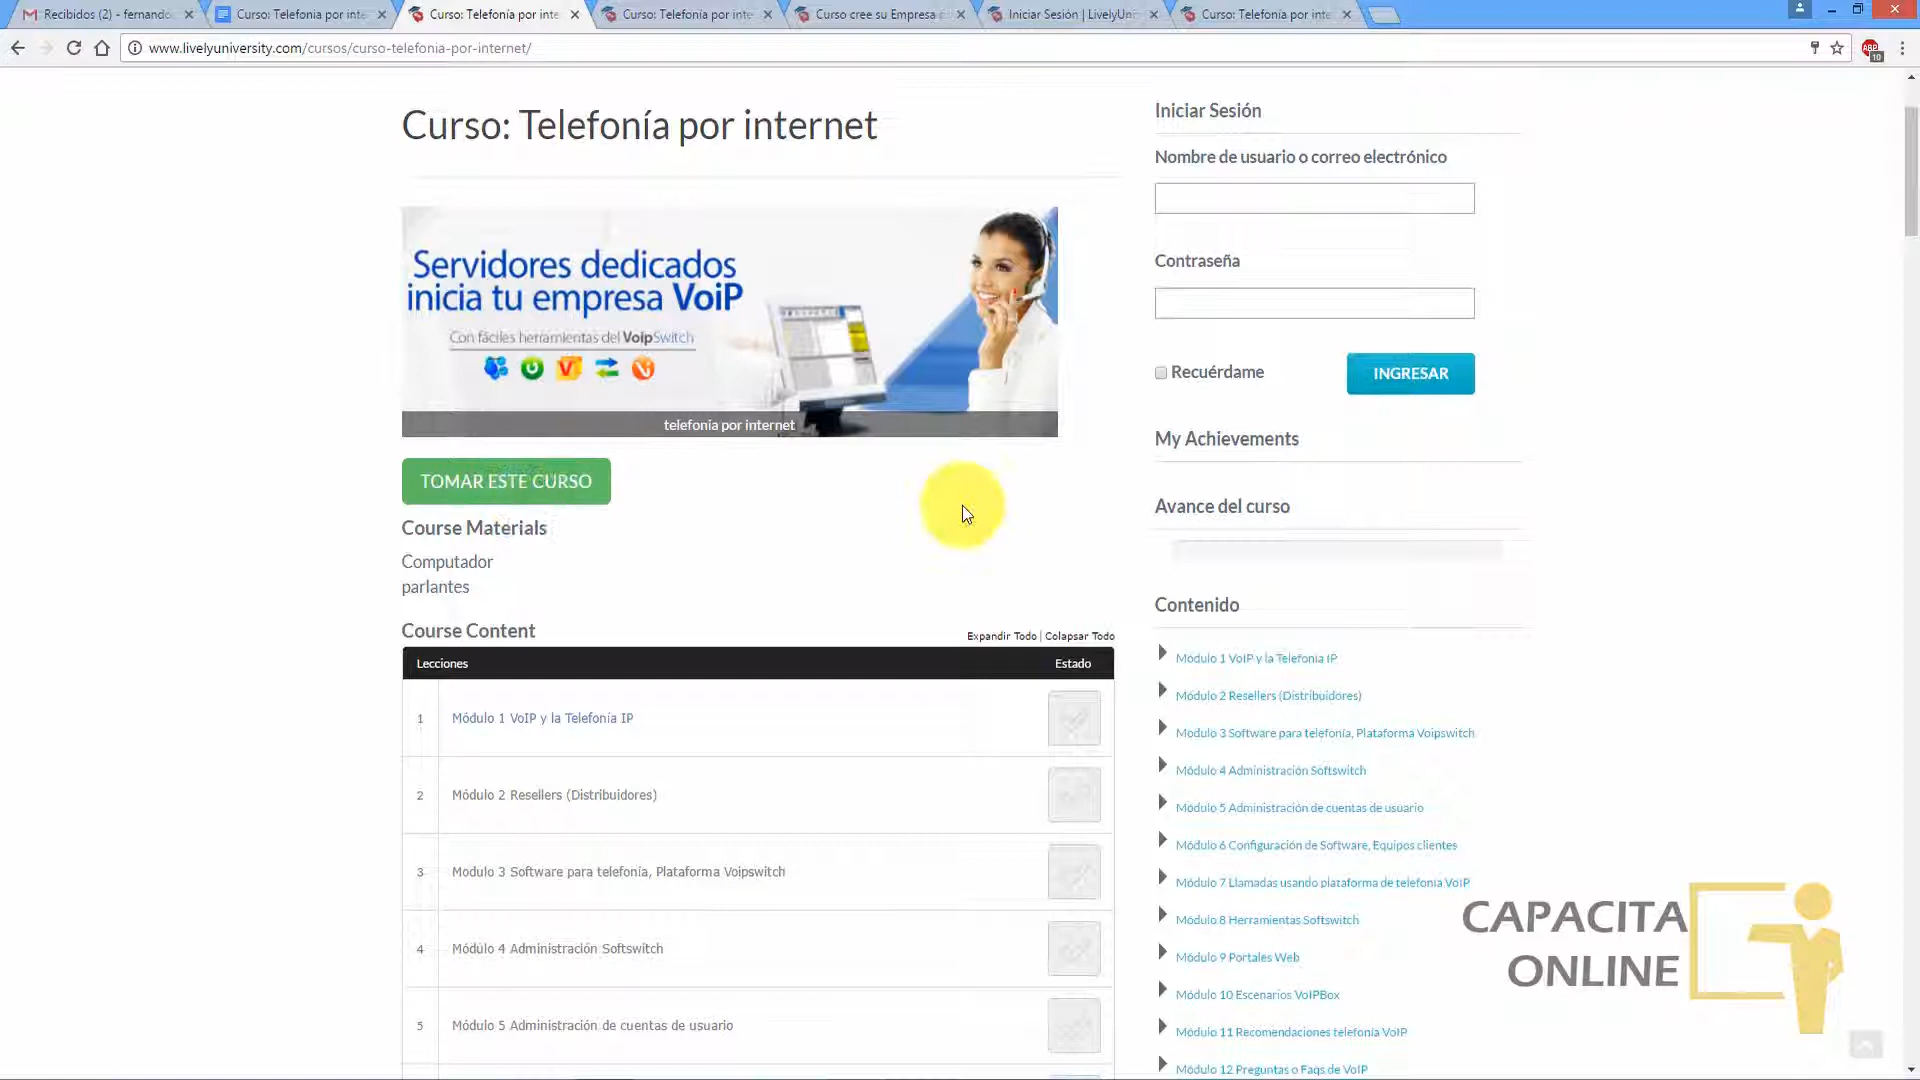 Recibidos (2) - fernando
Curso: Telefonía por inte
Curso: Telefonía por inte
Curso: Telefonía por inte
Curso cree su Empresa
Iniciar Sesión | LivelyUni
Curso: Telefonía por inte
www.livelyuniversity.com/cursos/curso-telefonia-por-internet/
ABP
10
Curso: Telefonía por internet
Servidores dedicados
inicia tu empresa VoiP
Con fáciles herramientas del VoipSwitch
telefonia por internet
TOMAR ESTE CURSO
Course Materials
Computador
parlantes
Course Content
Expandir Todo | Colapsar Todo
Lecciones Estado
1 Módulo 1 VoIP y la Telefonía IP
2 Módulo 2 Resellers (Distribuidores)
3 Modulo 3 Software para telefonía, Plataforma Voipswitch
4 Módulo 4 Administración Softswitch
5 Módulo 5 Administración de cuentas de usuario
Iniciar Sesión
Nombre de usuario o correo electrónico
Contraseña
Recuérdame
INGRESAR
My Achievements
Avance del curso
Contenido
Módulo 1 VoIP y la Telefonía IP
Módulo 2 Resellers (Distribuidores)
Modulo 3 Software para telefonía, Plataforma Voipswitch
Módulo 4 Administración Softswitch
Módulo 5 Administración de cuentas de usuario
Módulo 6 Configuración de Software, Equipos clientes
Módulo 7 Llamadas usando plataforma de telefonía VoIP
Módulo 8 Herramientas Softswitch
Módulo 9 Portales Web
Módulo 10 Escenarios VoIPBox
Módulo 11 Recomendaciones telefonía VoIP
Módulo 12 Preguntas o Faqs de VoIP
CAPACITA
ONLINE